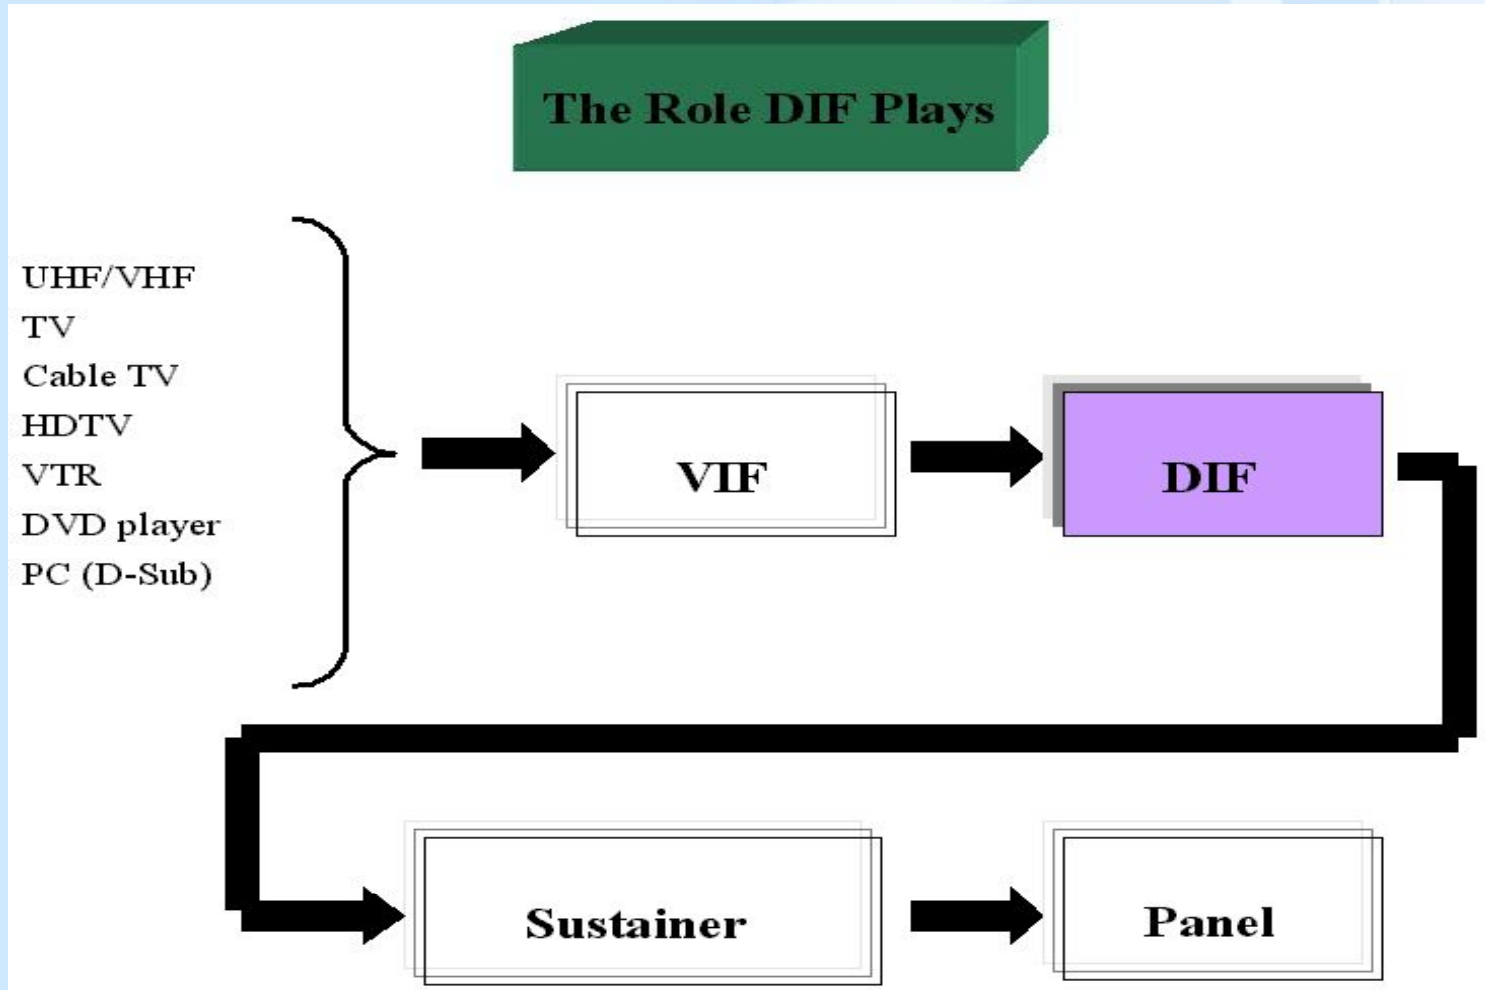 The Role DIF Plays
UHF/VHF
TV
Cable TV
HDTV
VTR
DVD player
PC (D-Sub)
VIF
DIF
Sustainer
Panel